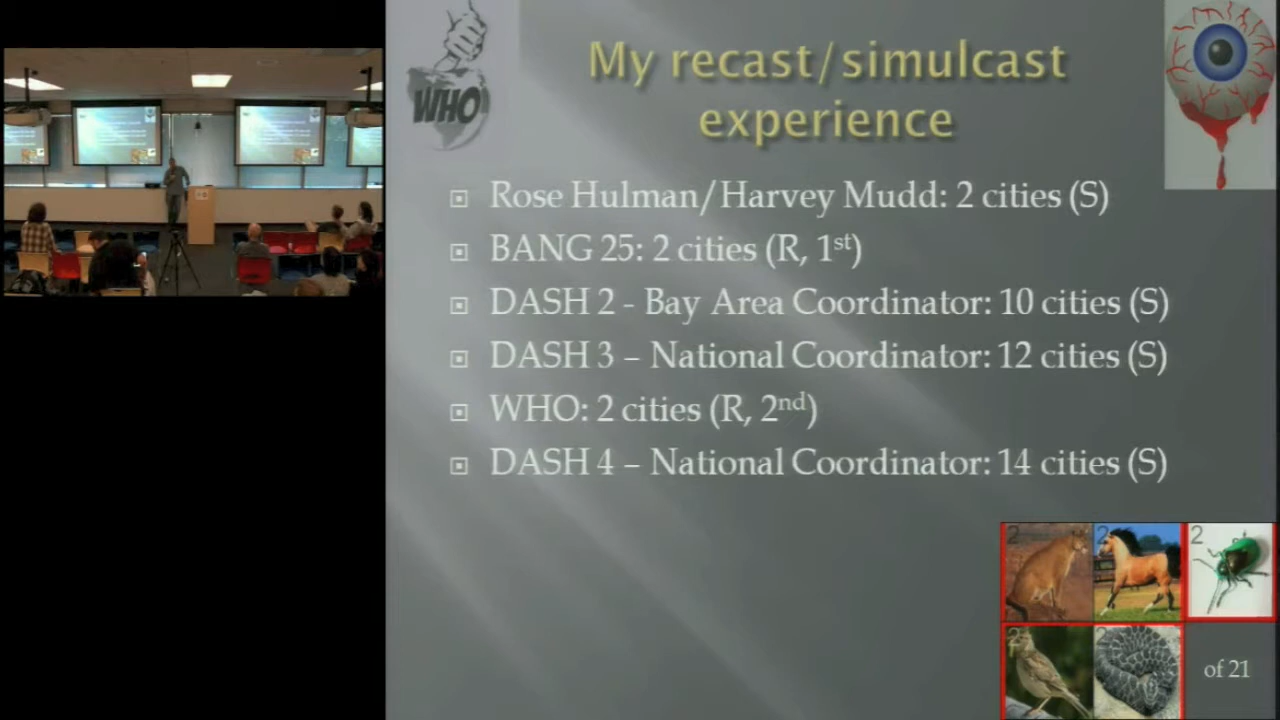 WHO
My recast/simulcast
experience
Rose Hulman/Harvey Mudd: 2 cities (S)
BANG 25: 2 cities (R, 1st)
DASH 2 - Bay Area Coordinator: 10 cities (S)
DASH 3 – National Coordinator: 12 cities (S)
WHO: 2 cities (R, 2nd)
DASH 4 – National Coordinator: 14 cities (S)
2 2 2
2
of 21